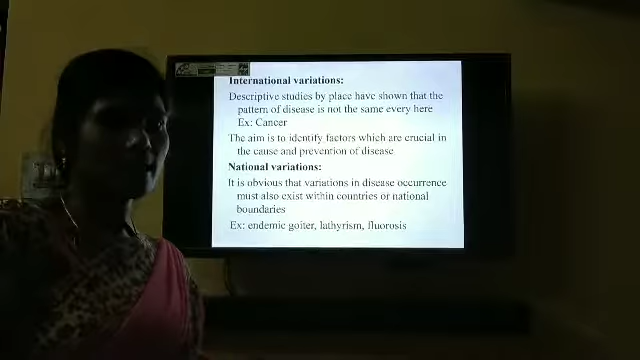 International variations:
Descriptive studies by place have shown that the
pattern of disease is not the same every here
Ex: Cancer
The aim is to identify factors which are crucial in
the cause and prevention of disease
National variations:
It is obvious that variations in disease occurrence
must also exist within countries or national
boundaries
Ex: endemic goiter, lathyrism, fluorosis